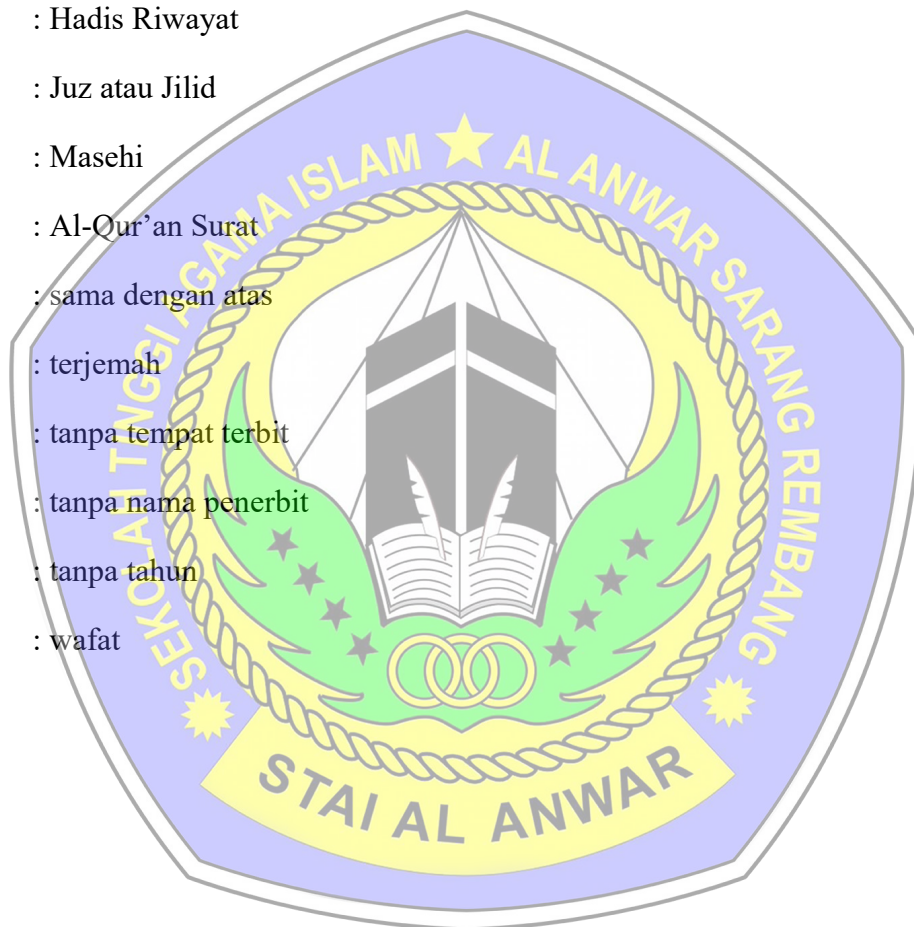 : Hadis Riwayat
: Juz atau Jilid
: Masehi
: Al-Qur’an Surat
: sama dengan atas
: terjemah
: tanpa tempat terbit
: tanpa nama penerbit
: tanpa tahun
: wafat
SEKOLAH TINGGI AGAMA ISLAM ★ AL ANWAR SARANG REMBANG
STAI AL ANWAR